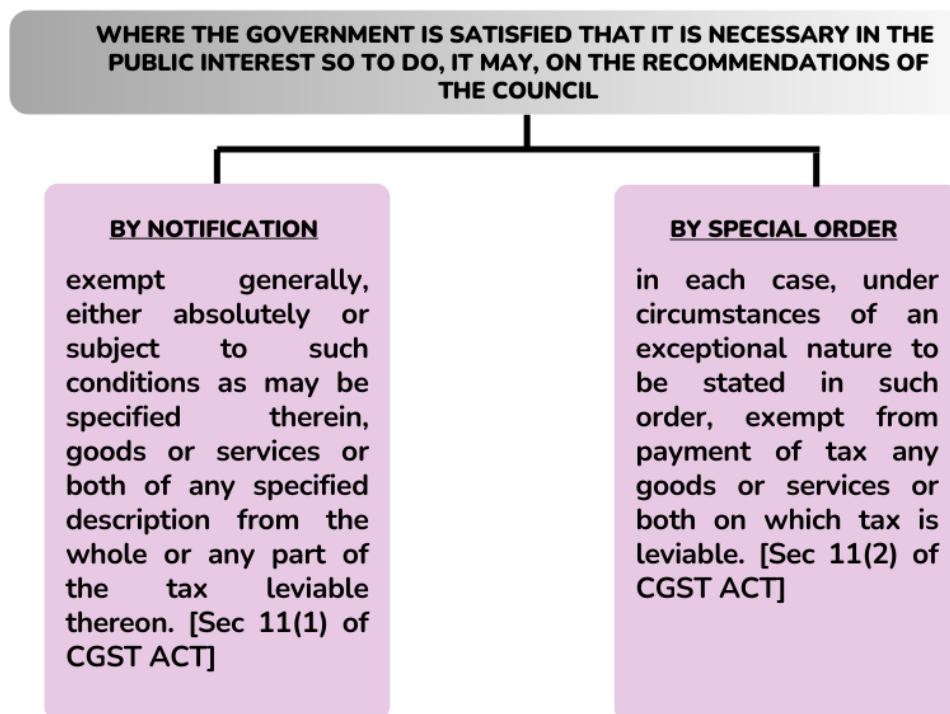 WHERE THE GOVERNMENT IS SATISFIED THAT IT IS NECESSARY IN THE
PUBLIC INTEREST SO TO DO, IT MAY, ON THE RECOMMENDATIONS OF
THE COUNCIL
BY NOTIFICATION
exempt generally,
either absolutely or
subject to such
conditions as may be
specified therein,
goods or services or
both of any specified
description from the
whole or any part of
the tax leviable
thereon. [Sec 11(1) of
CGST ACT]
BY SPECIAL ORDER
in each case, under
circumstances of an
exceptional nature to
be stated in such
order, exempt from
payment of tax any
goods or services or
both on which tax is
leviable. [Sec 11(2) of
CGST ACT]